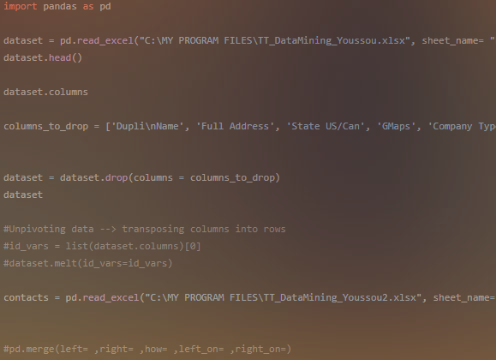 import pandas as pd
dataset = pd.read_excel("C:\MY PROGRAM FILES\TT_DataMining_Youssou.xlsx", sheet_name= "
dataset.head()
dataset.columns
columns_to_drop = ['Dupli\nName', 'Full Address', 'State US/Can', 'GMaps', 'Company Typ
dataset = dataset.drop(columns = columns_to_drop)
dataset
#Unpivoting data --> transposing columns into rows
#id_vars = list(dataset.columns)[0]
#dataset.melt(id_vars=id_vars)
contacts = pd.read_excel("C:\MY PROGRAM FILES\TT_DataMining_Youssou2.xlsx", sheet_name=
#pd.merge(left= ,right= ,how= ,left_on= ,right_on=)